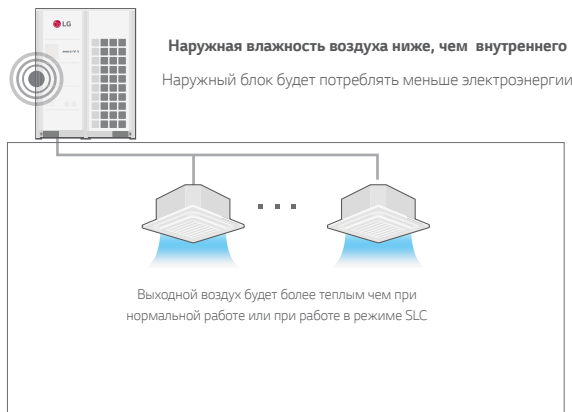 LG
Наружная влажность воздуха ниже, чем внутреннего
Наружный блок будет потреблять меньше электроэнергии
Выходной воздух будет более теплым чем при
нормальной работе или при работе в режиме SLC